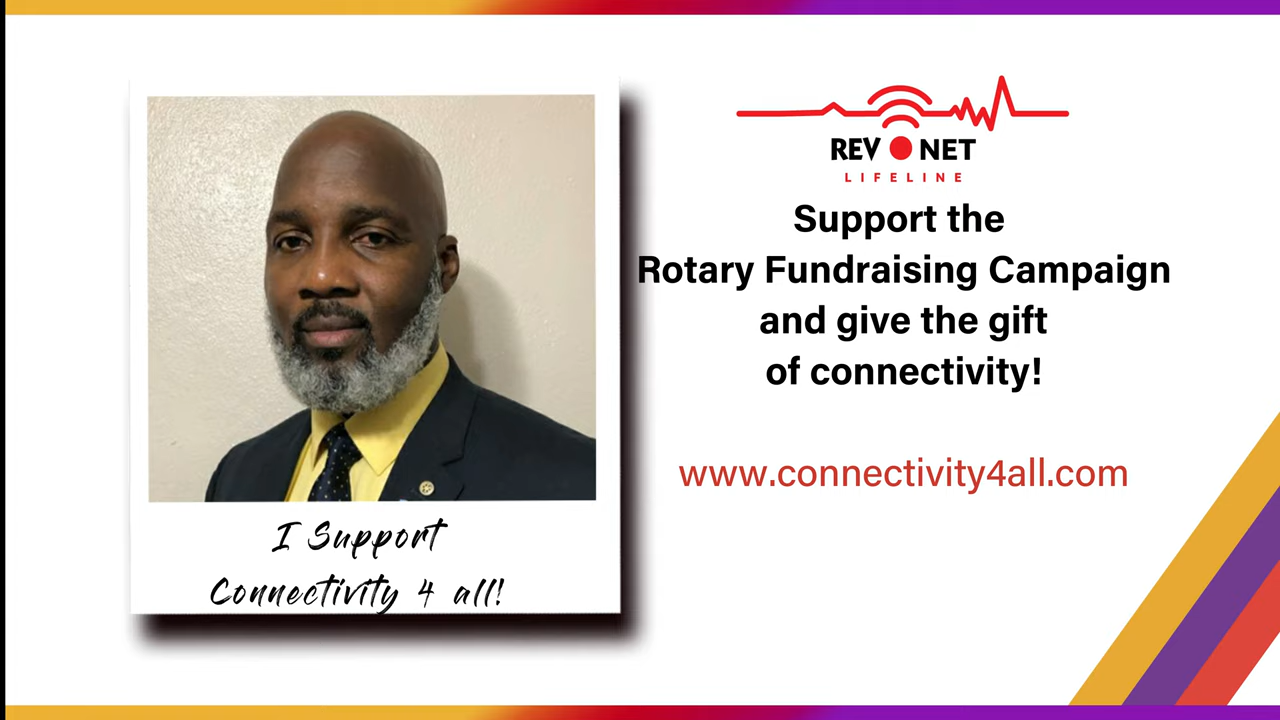 I Support
Connectivity 4 all!
REV NET
LIFELINE
Support the
Rotary Fundraising Campaign
and give the gift
of connectivity!
www.connectivity4all.com